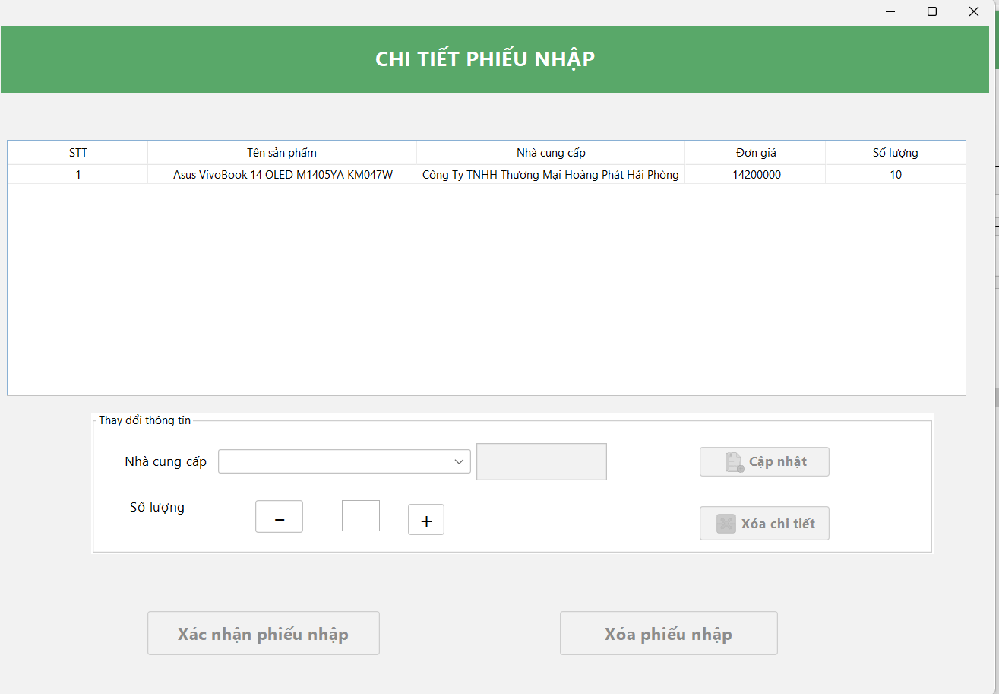 CHI TIẾT PHIẾU NHẬP
STT Tên sản phẩm Nhà cung cấp Đơn giá Số lượng
1 Asus VivoBook 14 OLED M1405YA KM047W Công Ty TNHH Thương Mại Hoàng Phát Hải Phòng 14200000 10
Thay đổi thông tin
Nhà cung cấp Cập nhật
Số lượng - + Xóa chi tiết
Xác nhận phiếu nhập Xóa phiếu nhập